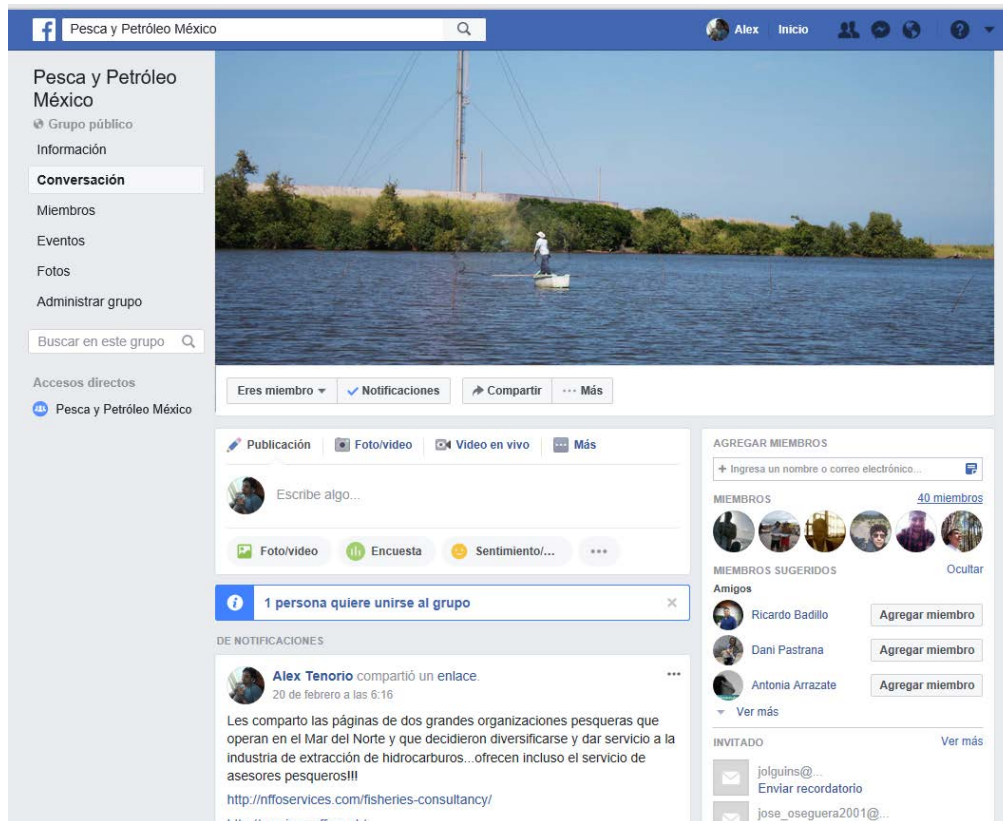 Pesca y Petróleo México
Alex
Inicio
Pesca y Petróleo
México
Grupo público
Información
Conversación
Miembros
Eventos
Fotos
Administrar grupo
Buscar en este grupo
Accesos directos
Pesca y Petróleo México
Eres miembro
Notificaciones
Compartir
Más
Publicación
Foto/video
Video en vivo
Más
Escribe algo...
Foto/video
Encuesta
Sentimiento/...
1 persona quiere unirse al grupo
DE NOTIFICACIONES
Alex Tenorio compartió un enlace.
20 de febrero a las 6:16
Les comparto las páginas de dos grandes organizaciones pesqueras que
operan en el Mar del Norte y que decidieron diversificarse y dar servicio a la
industria de extracción de hidrocarburos...ofrecen incluso el servicio de
asesores pesqueros!!!
http://nffoservices.com/fisheries-consultancy/
AGREGAR MIEMBROS
+ Ingresa un nombre o correo electrónico...
MIEMBROS
40 miembros
MIEMBROS SUGERIDOS
Ocultar
Amigos
Ricardo Badillo
Agregar miembro
Dani Pastrana
Agregar miembro
Antonia Arrazate
Agregar miembro
Ver más
INVITADO
Ver más
jolguins@...
Enviar recordatorio
jose_oseguera2001@...